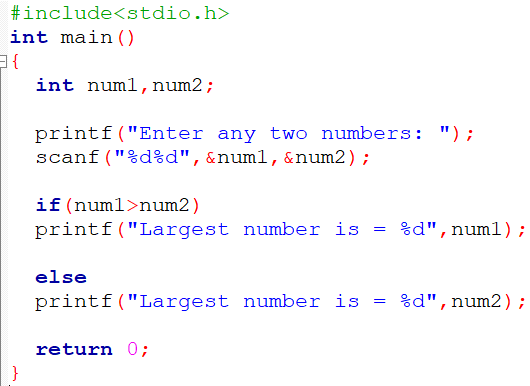 #include<stdio.h>
int main()
{
int num1,num2;
printf("Enter any two numbers: ");
scanf("%d%d",&num1,&num2);
if(num1>num2)
printf("Largest number is = %d",num1);
else
printf("Largest number is = %d",num2);
return 0;
}